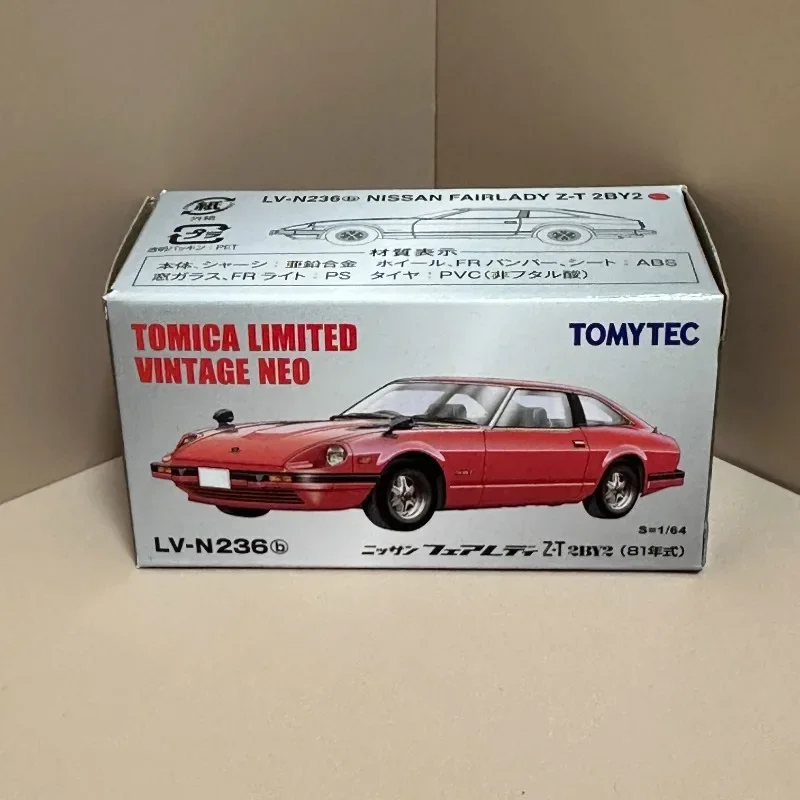 LV-N236ⓑ NISSAN FAIRLADY Z-T 2BY2
紙
外箱
プラ
透明パッキン:PET
材質表示
本体、シャーシ:亜鉛合金 ホイール、FRバンパー、シート:ABS
窓ガラス、FRライト:PS タイヤ:PVC(非フタル酸)
TOMICA LIMITED
VINTAGE NEO
TOMYTEC
S=1/64
LV-N236ⓑ
ニッサン フェアレディ Z-T 2BY2 (81年式)